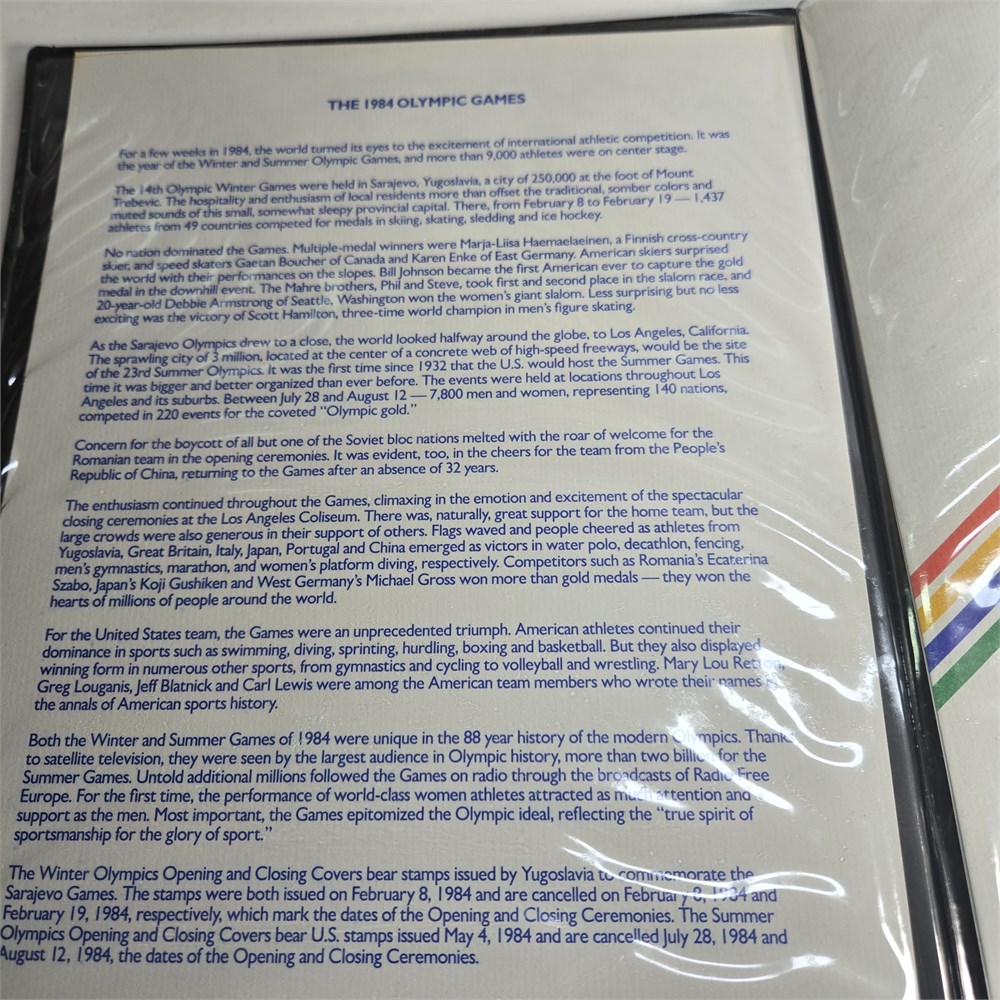 THE 1984 OLYMPIC GAMES
For a few weeks in 1984, the world turned its eyes to the excitement of international athletic competition. It was
the year of the Winter and Summer Olympic Games, and more than 9,000 athletes were on center stage.
The 14th Olympic Winter Games were held in Sarajevo, Yugoslavia, a city of 250,000 at the foot of Mount
Trebevic. The hospitality and enthusiasm of local residents more than offset the traditional, somber colors and
muted sounds of this small, somewhat sleepy provincial capital. There, from February 8 to February 19 — 1,437
athletes from 49 countries competed for medals in skiing, skating, sledding and ice hockey.
No nation dominated the Games. Multiple-medal winners were Marja-Liisa Haemaelaeinen, a Finnish cross-country
skier, and speed skaters Gaetan Boucher of Canada and Karen Enke of East Germany. American skiers surprised
the world with their performances on the slopes. Bill Johnson became the first American ever to capture the gold
medal in the downhill event. The Mahre brothers, Phil and Steve, took first and second place in the slalom race, and
20-year-old Debbie Armstrong of Seattle, Washington won the women's giant slalom. Less surprising but no less
exciting was the victory of Scott Hamilton, three-time world champion in men's figure skating.
As the Sarajevo Olympics drew to a close, the world looked halfway around the globe, to Los Angeles, California.
The sprawling city of 3 million, located at the center of a concrete web of high-speed freeways, would be the site
of the 23rd Summer Olympics. It was the first time since 1932 that the U.S. would host the Summer Games. This
time it was bigger and better organized than ever before. The events were held at locations throughout Los
Angeles and its suburbs. Between July 28 and August 12 — 7,800 men and women, representing 140 nations,
competed in 220 events for the coveted "Olympic gold."
Concern for the boycott of all but one of the Soviet bloc nations melted with the roar of welcome for the
Romanian team in the opening ceremonies. It was evident, too, in the cheers for the team from the People's
Republic of China, returning to the Games after an absence of 32 years.
The enthusiasm continued throughout the Games, climaxing in the emotion and excitement of the spectacular
closing ceremonies at the Los Angeles Coliseum. There was, naturally, great support for the home team, but the
large crowds were also generous in their support of others. Flags waved and people cheered as athletes from
Yugoslavia, Great Britain, Italy, Japan, Portugal and China emerged as victors in water polo, decathlon, fencing,
men's gymnastics, marathon, and women's platform diving, respectively. Competitors such as Romania's Ecaterina
Szabo, Japan's Koji Gushiken and West Germany's Michael Gross won more than gold medals — they won the
hearts of millions of people around the world.
For the United States team, the Games were an unprecedented triumph. American athletes continued their
dominance in sports such as swimming, diving, sprinting, hurdling, boxing and basketball. But they also displayed
winning form in numerous other sports, from gymnastics and cycling to volleyball and wrestling. Mary Lou Retton,
Greg Louganis, Jeff Blatnick and Carl Lewis were among the American team members who wrote their names in
the annals of American sports history.
Both the Winter and Summer Games of 1984 were unique in the 88 year history of the modern Olympics. Thanks
to satellite television, they were seen by the largest audience in Olympic history, more than two billion for the
Summer Games. Untold additional millions followed the Games on radio through the broadcasts of Radio Free
Europe. For the first time, the performance of world-class women athletes attracted as much attention and
support as the men. Most important, the Games epitomized the Olympic ideal, reflecting the "true spirit of
sportsmanship for the glory of sport."
The Winter Olympics Opening and Closing Covers bear stamps issued by Yugoslavia to commemorate the
Sarajevo Games. The stamps were both issued on February 8, 1984 and are cancelled on February 8, 1984 and
February 19, 1984, respectively, which mark the dates of the Opening and Closing Ceremonies. The Summer
Olympics Opening and Closing Covers bear U.S. stamps issued May 4, 1984 and are cancelled July 28, 1984 and
August 12, 1984, the dates of the Opening and Closing Ceremonies.